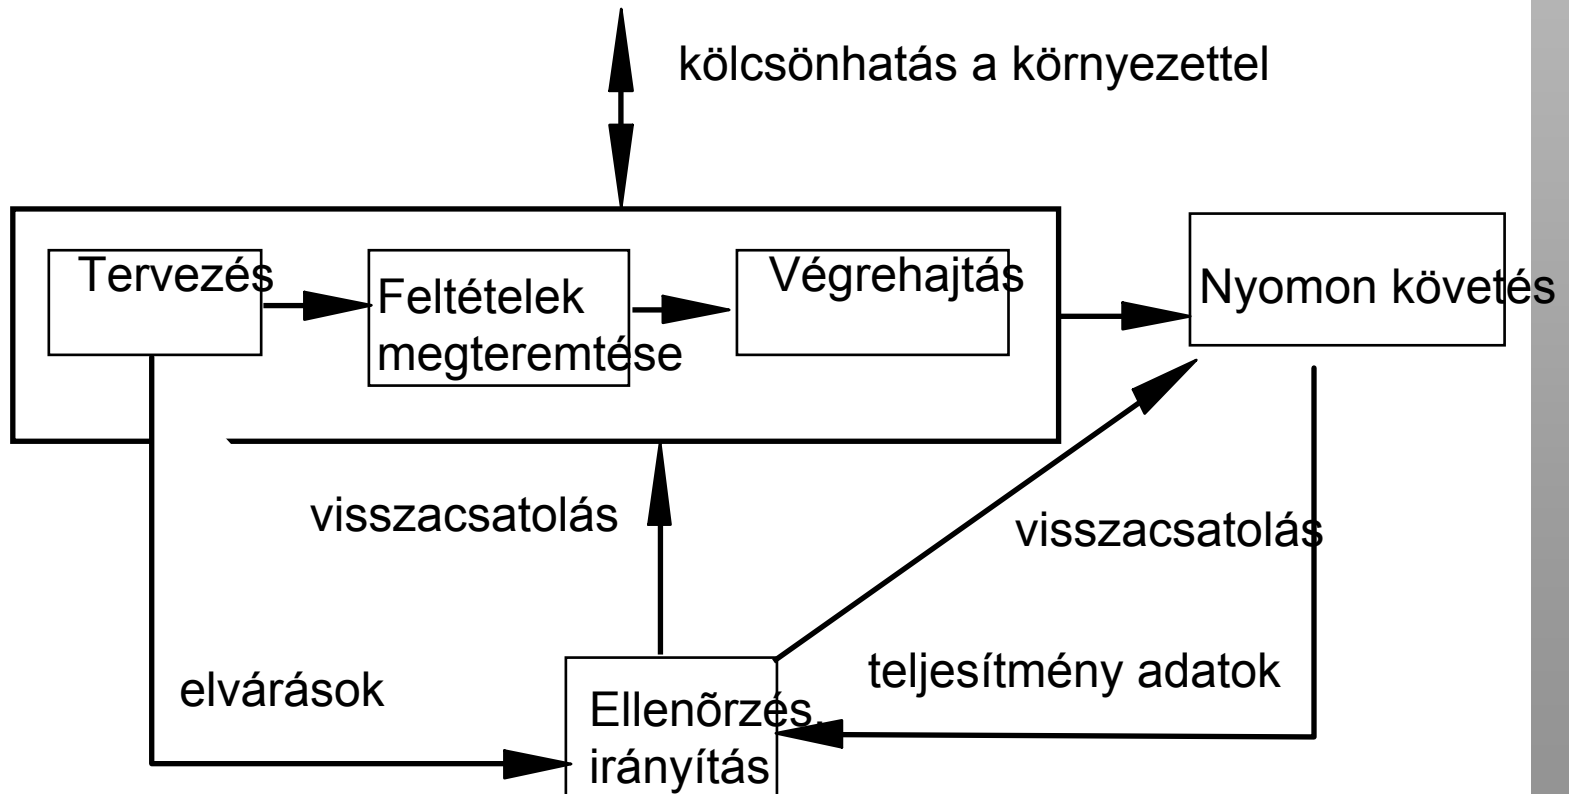 kölcsönhatás a környezettel
Tervezés
Feltételek
megteremtése
Végrehajtás
Nyomon követés
visszacsatolás
visszacsatolás
elvárások
teljesítmény adatok
Ellenõrzés,
irányítás